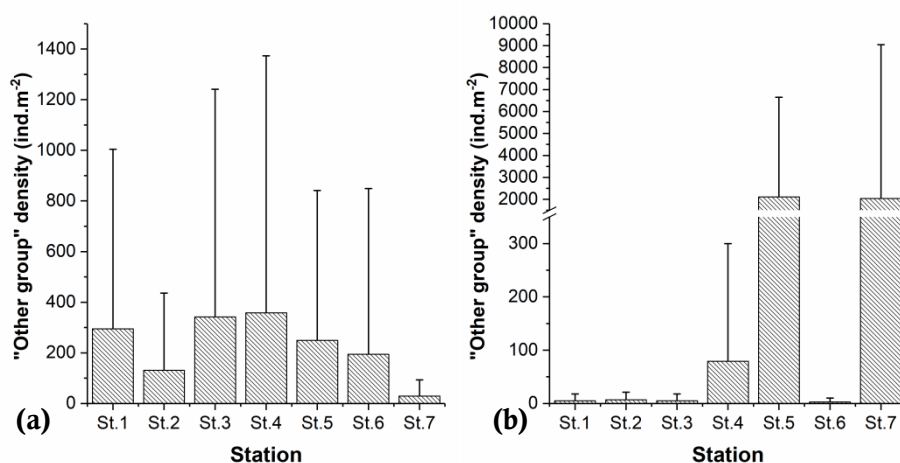 "Other group" density (ind.m-2)
1400
1200
1000
800
600
400
200
0
St.1 St.2 St.3 St.4 St.5 St.6 St.7
Station
(a)
"Other group" density (ind.m-2)
10000
9000
8000
7000
6000
5000
4000
3000
2000
300
200
100
0
St.1 St.2 St.3 St.4 St.5 St.6 St.7
Station
(b)